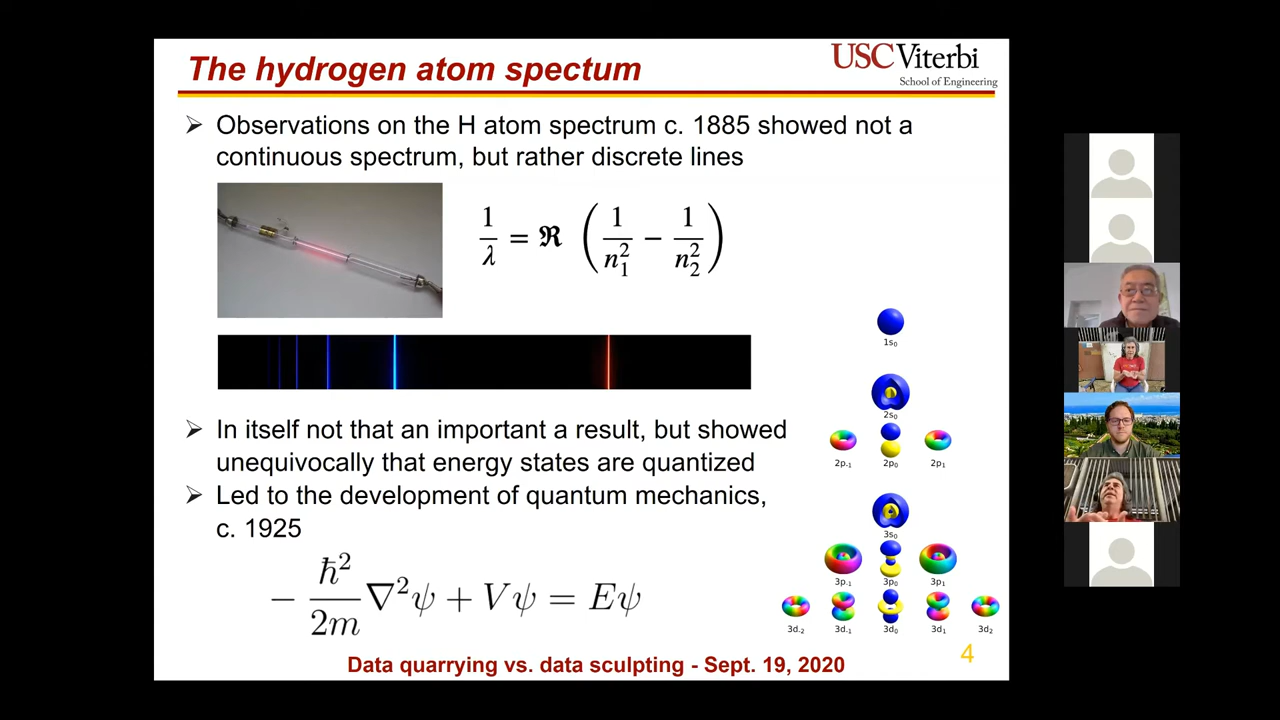 The hydrogen atom spectum
USC Viterbi
School of Engineering
➢ Observations on the H atom spectrum c. 1885 showed not a
continuous spectrum, but rather discrete lines
1/λ = ℜ (1/n₁² − 1/n₂²)
1s₀
2s₀
2p₋₁ 2p₀ 2p₁
3s₀
3p₋₁ 3p₀ 3p₁
3d₋₂ 3d₋₁ 3d₀ 3d₁ 3d₂
➢ In itself not that an important a result, but showed
unequivocally that energy states are quantized
➢ Led to the development of quantum mechanics,
c. 1925
− ħ²/2m ∇²ψ + Vψ = Eψ
Data quarrying vs. data sculpting - Sept. 19, 2020
4